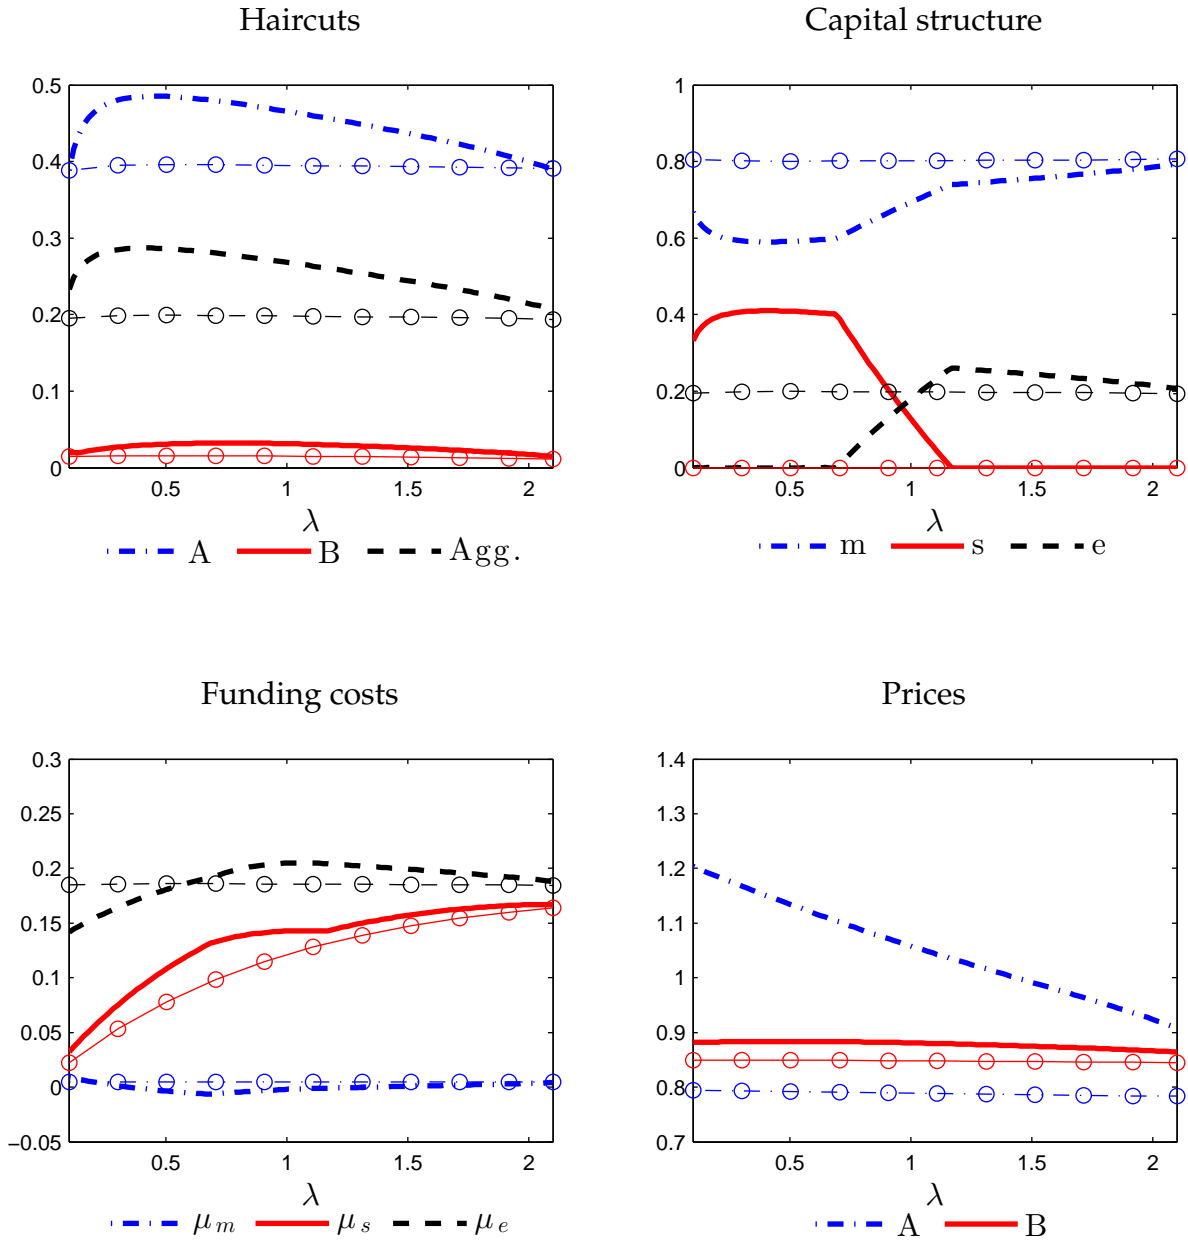 Haircuts
0.5
0.4
0.3
0.2
0.1
0
0.5 1 1.5 2
λ
A B Agg.
Capital structure
1
0.8
0.6
0.4
0.2
0
0.5 1 1.5 2
λ
m s e
Funding costs
0.3
0.25
0.2
0.15
0.1
0.05
0
−0.05
0.5 1 1.5 2
λ
μm μs μe
Prices
1.4
1.3
1.2
1.1
1
0.9
0.8
0.7
0.5 1 1.5 2
λ
A B